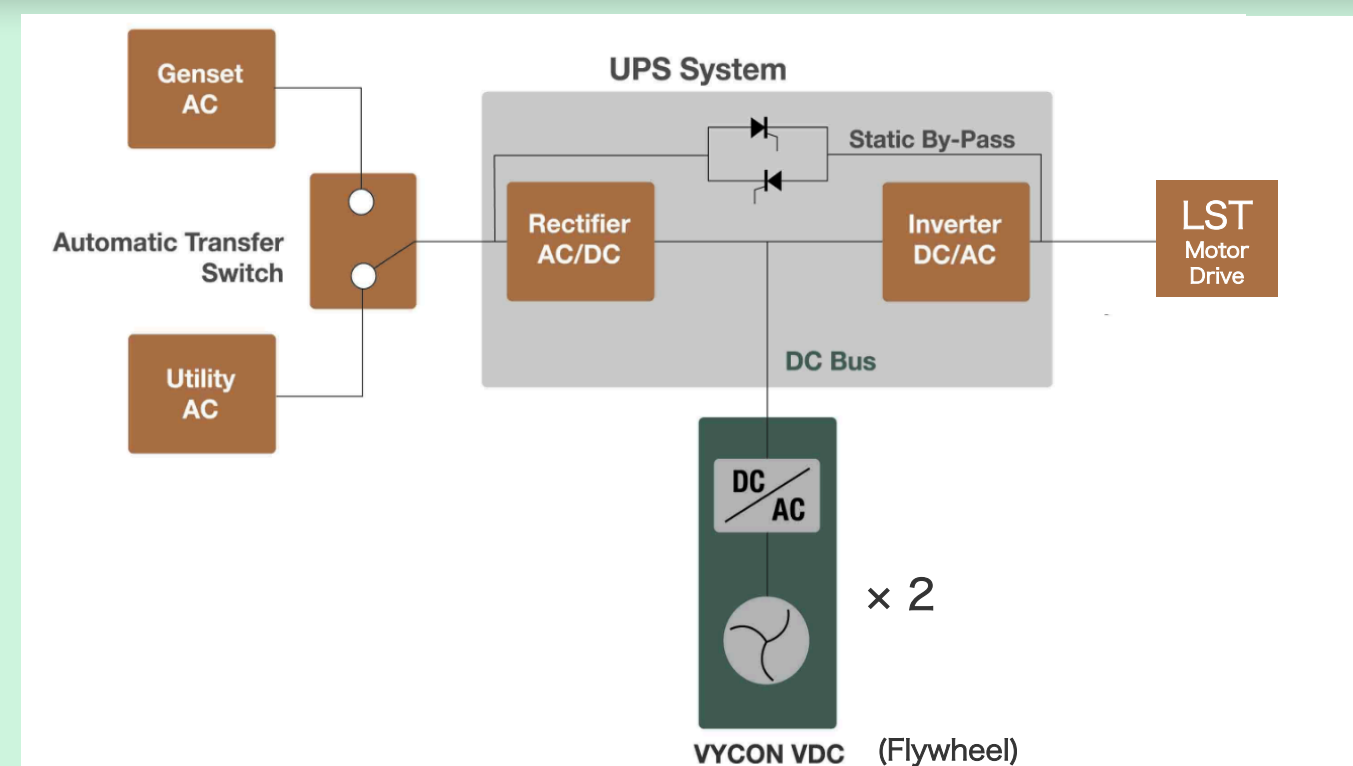 Genset
AC
UPS System
Static By-Pass
Automatic Transfer
Switch
Rectifier
AC/DC
Inverter
DC/AC
LST
Motor
Drive
Utility
AC
DC Bus
DC
AC
× 2
VYCON VDC
(Flywheel)